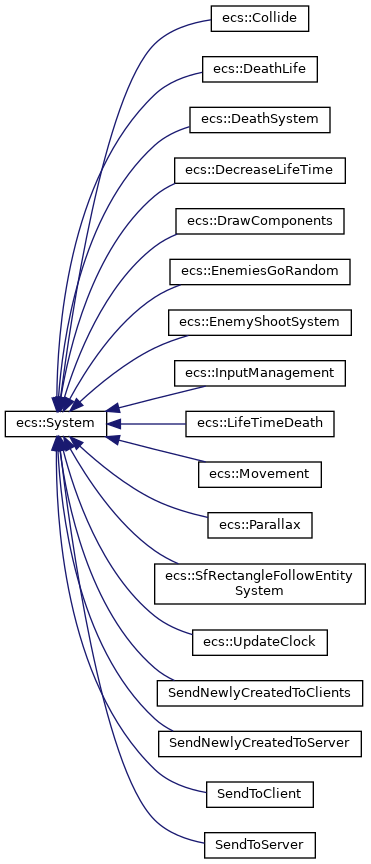 ecs::Collide
ecs::DeathLife
ecs::DeathSystem
ecs::DecreaseLifeTime
ecs::DrawComponents
ecs::EnemiesGoRandom
ecs::EnemyShootSystem
ecs::InputManagement
ecs::System
ecs::LifeTimeDeath
ecs::Movement
ecs::Parallax
ecs::SfRectangleFollowEntity
System
ecs::UpdateClock
SendNewlyCreatedToClients
SendNewlyCreatedToServer
SendToClient
SendToServer